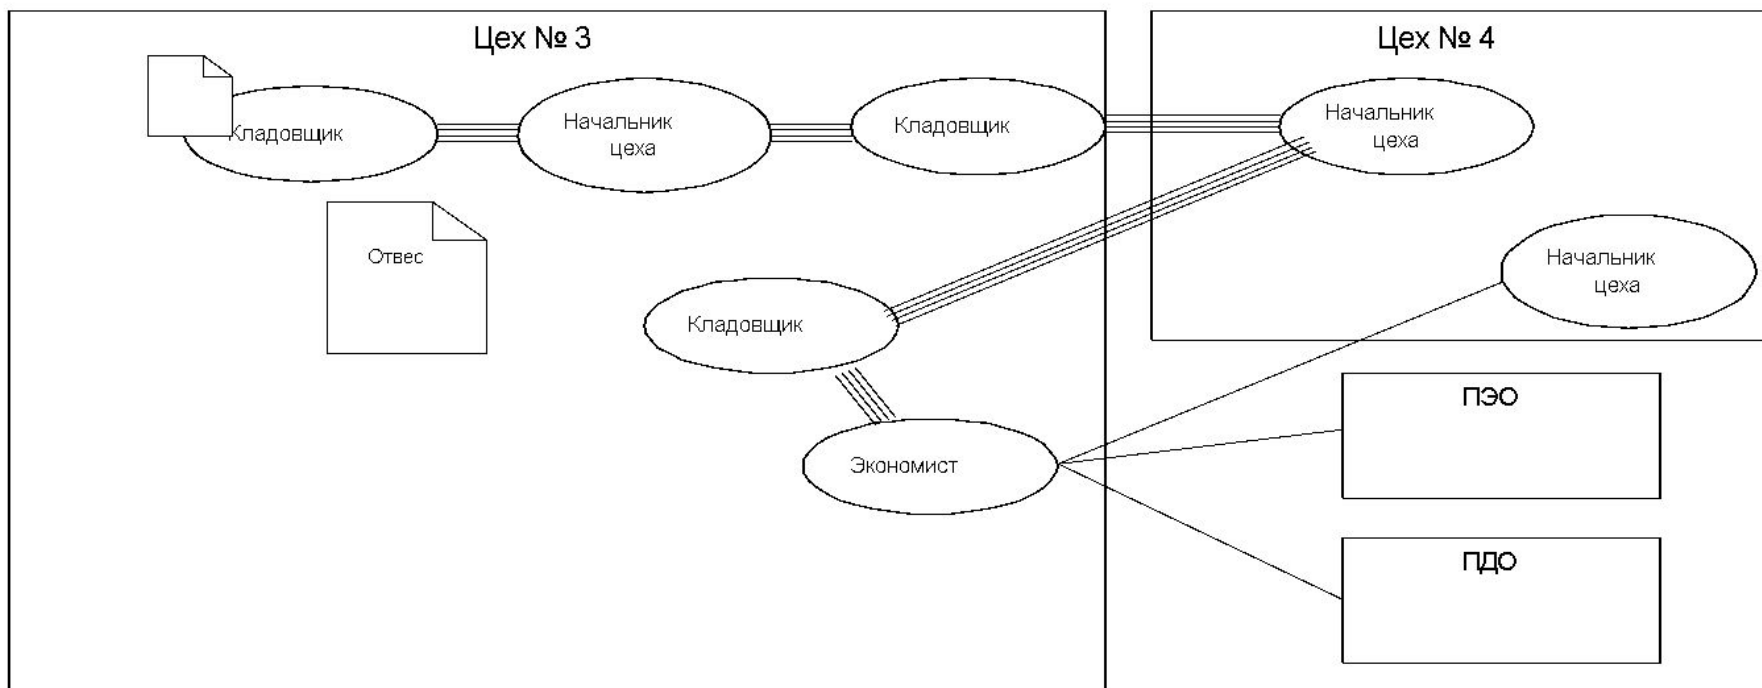 Цех № 3
Цех № 4
Кладовщик
Начальник
цеха
Кладовщик
Начальник
цеха
Отвес
Кладовщик
Начальник
цеха
Экономист
ПЭО
ПДО